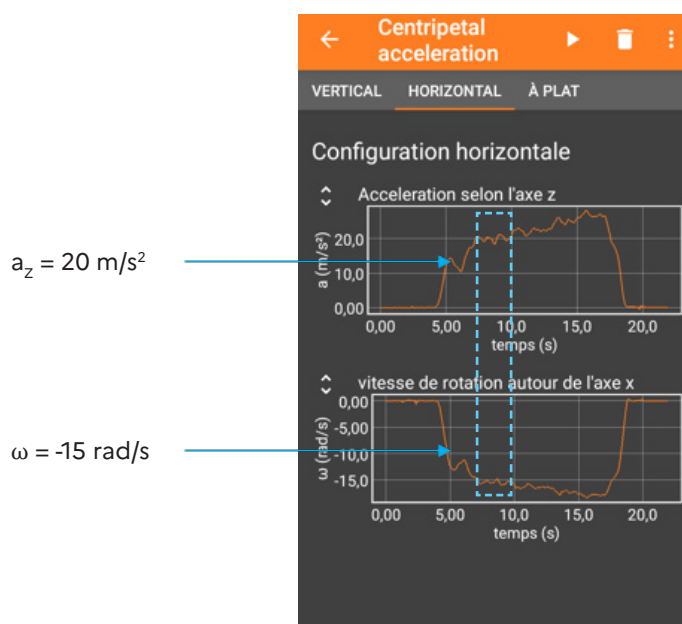 Centripetal
acceleration
VERTICAL HORIZONTAL À PLAT
Configuration horizontale
Acceleration selon l'axe z
a (m/s²)
20,0
10,0
0,00
0,00 5,00 10,0 15,0 20,0
temps (s)
a_z = 20 m/s²
vitesse de rotation autour de l'axe x
ω (rad/s)
0,00
-5,00
-10,0
-15,0
0,00 5,00 10,0 15,0 20,0
temps (s)
ω = -15 rad/s